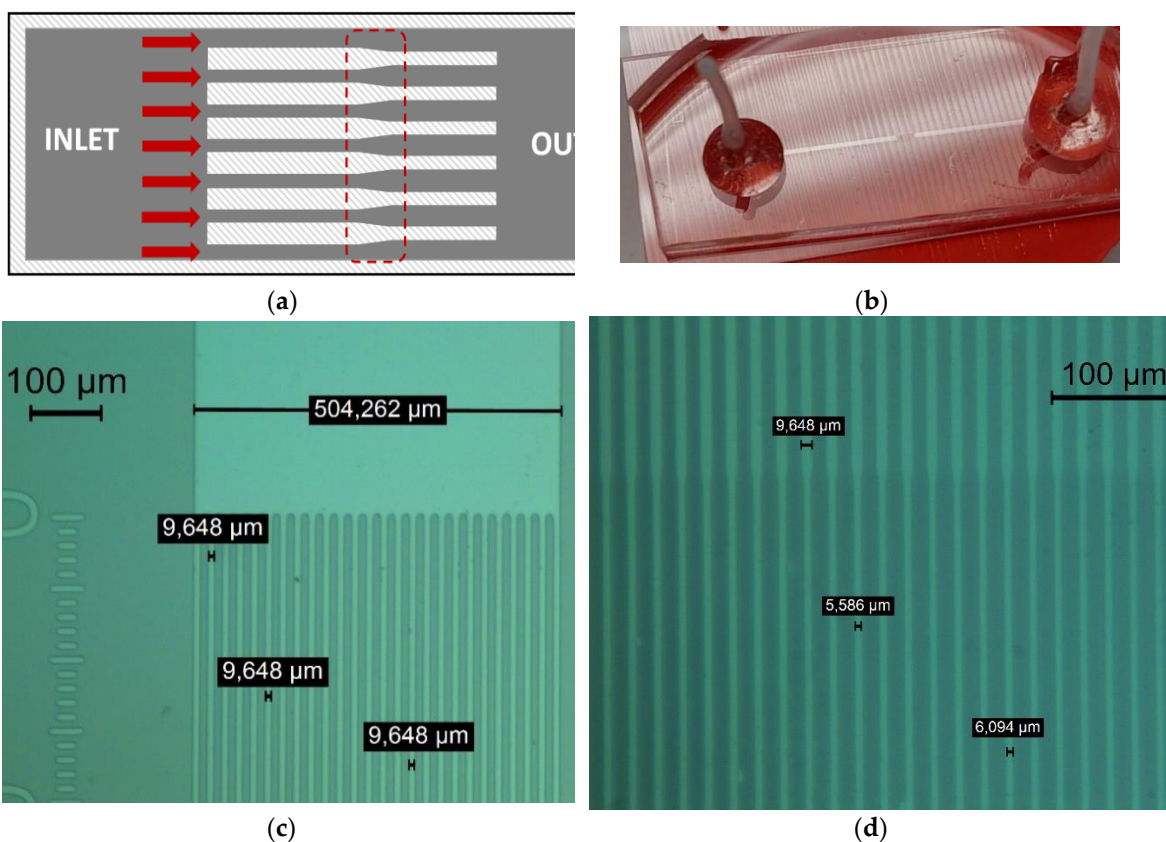 INLET
OUT
(a)
(b)
100 µm
504,262 µm
9,648 µm
9,648 µm
9,648 µm
(c)
100 µm
9,648 µm
5,586 µm
6,094 µm
(d)